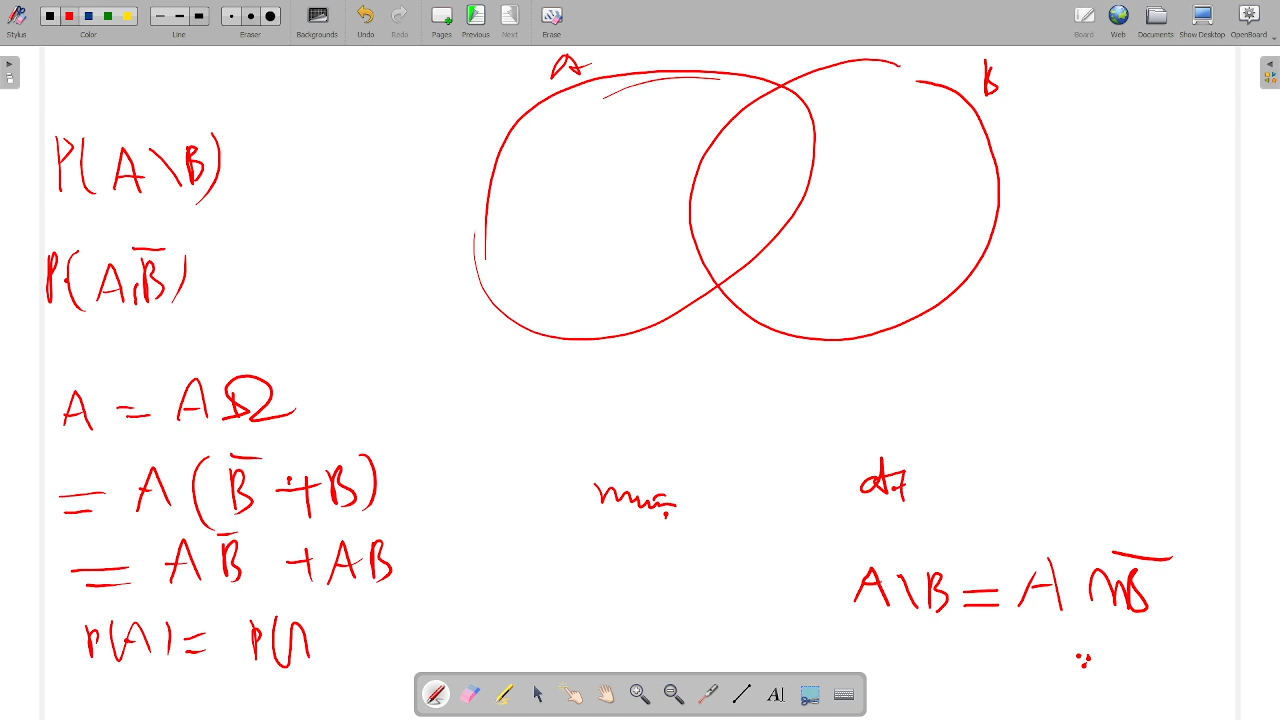 Stylus Color Line Eraser Backgrounds Undo Redo Pages Previous Next Erase Board Web Documents Show Desktop OpenBoard
A
B
P(A\B)
P(A,B̅)
A = AΩ
= A(B̅ + B)
= AB̅ + AB
P(A) = P(A
A\B = A ∩ B̅